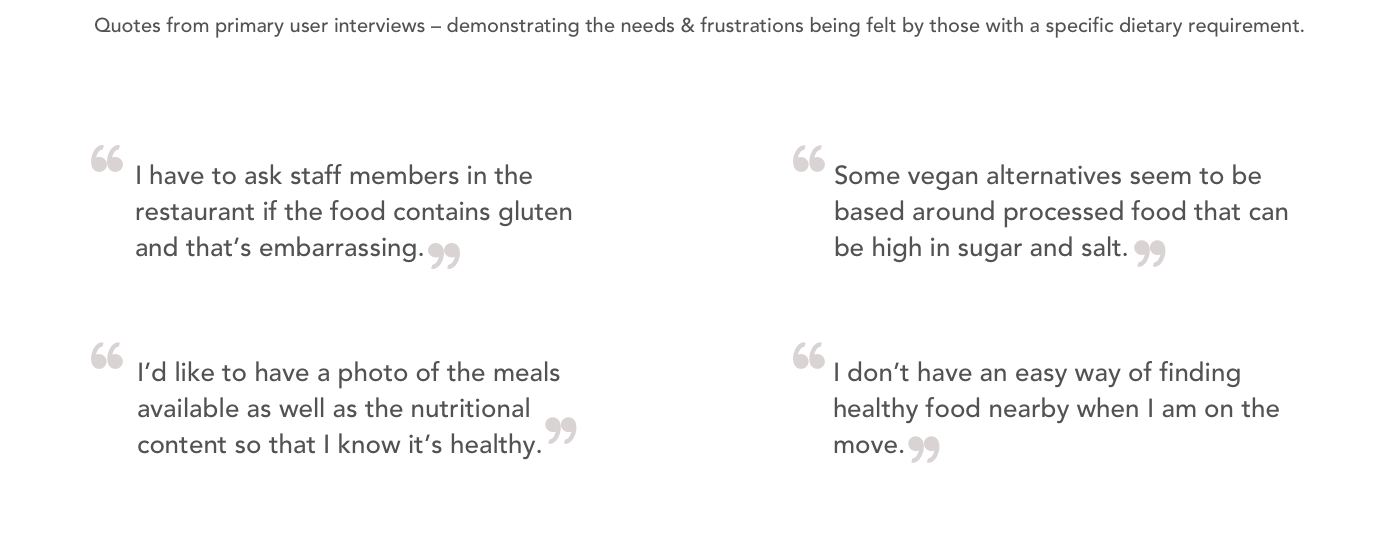 Quotes from primary user interviews – demonstrating the needs & frustrations being felt by those with a specific dietary requirement.
“I have to ask staff members in the
restaurant if the food contains gluten
and that’s embarrassing.”
“Some vegan alternatives seem to be
based around processed food that can
be high in sugar and salt.”
“I’d like to have a photo of the meals
available as well as the nutritional
content so that I know it’s healthy.”
“I don’t have an easy way of finding
healthy food nearby when I am on the
move.”